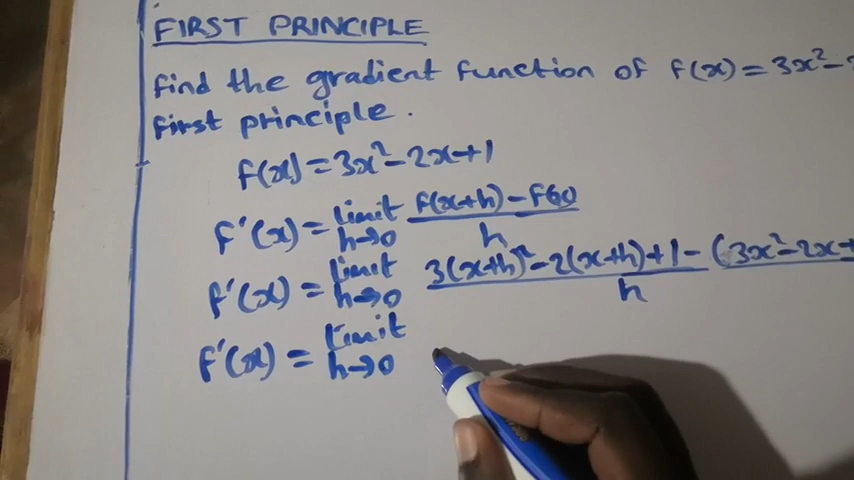 FIRST PRINCIPLE
find the gradient function of f(x) = 3x² -
first principle.
f(x) = 3x² - 2x + 1
f'(x) = limit h→0 f(x+h) - f(x) / h
f'(x) = limit h→0 3(x+h)² - 2(x+h) + 1 - (3x² - 2x + / h
f'(x) = limit h→0